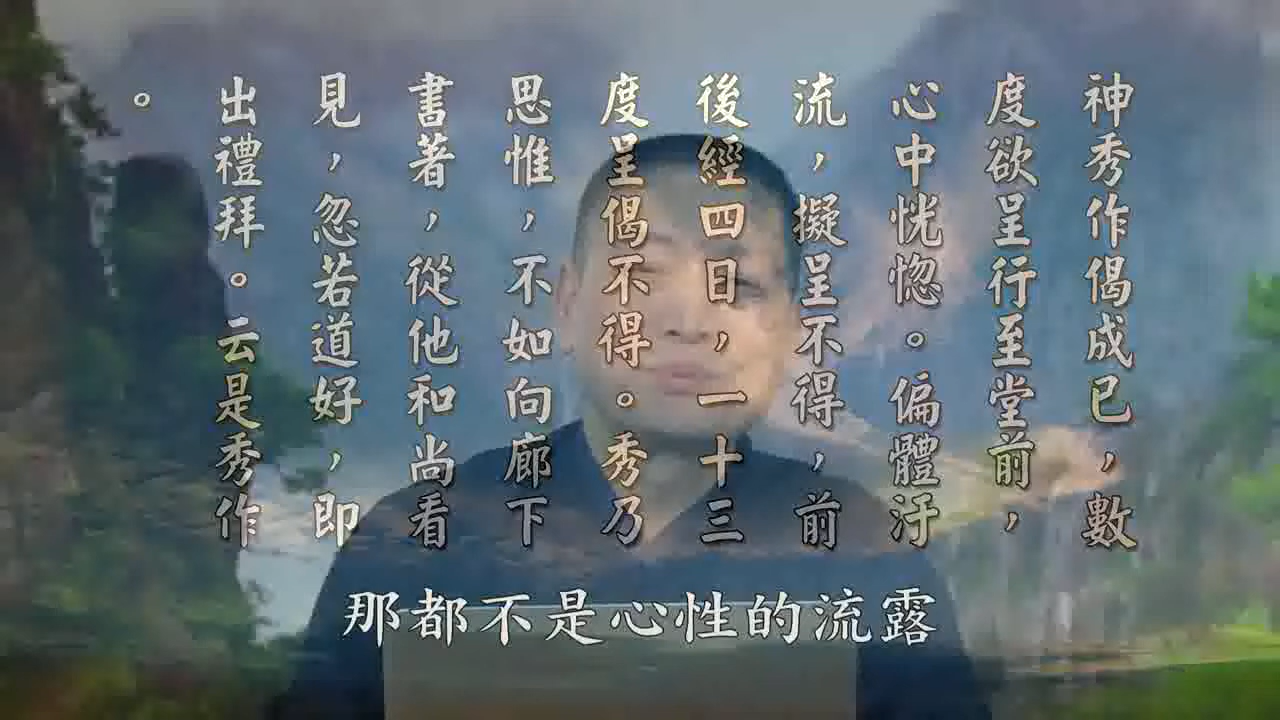 神秀作偈成已，數
度欲呈行至堂前，
心中恍惚。偏體汙
流，擬呈不得，前
後經四日，一十三
度呈偈不得。秀乃
思惟，不如向廊下
書著，從他和尚看
見，忽若道好，即
出禮拜。云是秀作
。
那都不是心性的流露